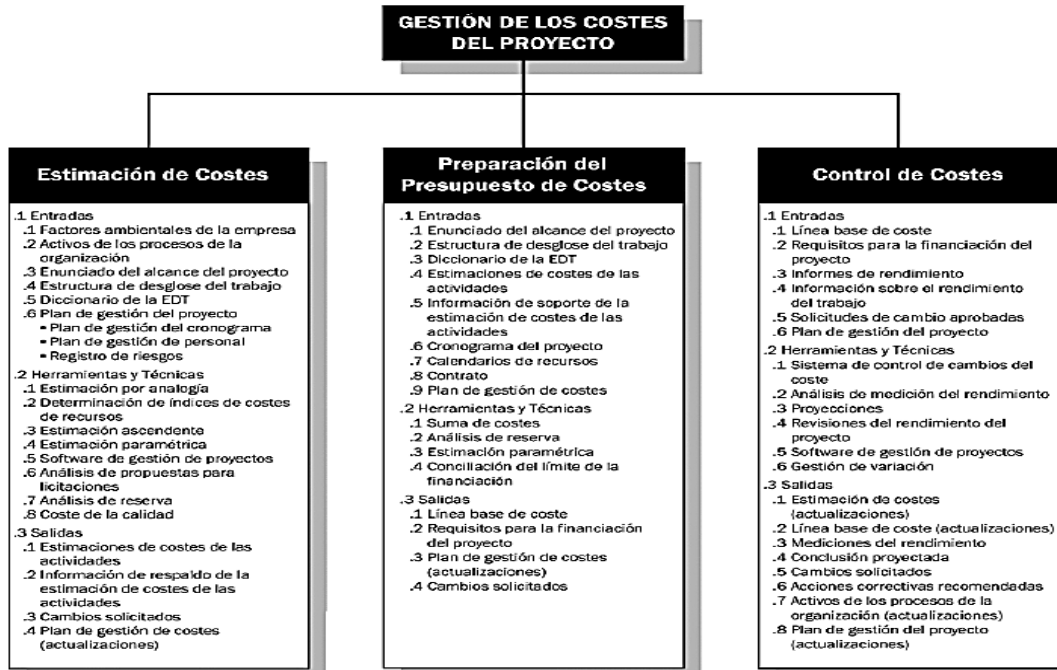 GESTIÓN DE LOS COSTES
DEL PROYECTO
Estimación de Costes
.1 Entradas
.1 Factores ambientales de la empresa
.2 Activos de los procesos de la
organización
.3 Enunciado del alcance del proyecto
.4 Estructura de desglose del trabajo
.5 Diccionario de la EDT
.6 Plan de gestión del proyecto
• Plan de gestión del cronograma
• Plan de gestión de personal
• Registro de riesgos
.2 Herramientas y Técnicas
.1 Estimación por analogía
.2 Determinación de índices de costes
de recursos
.3 Estimación ascendente
.4 Estimación paramétrica
.5 Software de gestión de proyectos
.6 Análisis de propuestas para
licitaciones
.7 Análisis de reserva
.8 Coste de la calidad
.3 Salidas
.1 Estimaciones de costes de las
actividades
.2 Información de respaldo de la
estimación de costes de las
actividades
.3 Cambios solicitados
.4 Plan de gestión de costes
(actualizaciones)
Preparación del
Presupuesto de Costes
.1 Entradas
.1 Enunciado del alcance del proyecto
.2 Estructura de desglose del trabajo
.3 Diccionario de la EDT
.4 Estimaciones de costes de las
actividades
.5 Información de soporte de la
estimación de costes de las
actividades
.6 Cronograma del proyecto
.7 Calendarios de recursos
.8 Contrato
.9 Plan de gestión de costes
.2 Herramientas y Técnicas
.1 Suma de costes
.2 Análisis de reserva
.3 Estimación paramétrica
.4 Conciliación del límite de la
financiación
.3 Salidas
.1 Línea base de coste
.2 Requisitos para la financiación
del proyecto
.3 Plan de gestión de costes
(actualizaciones)
.4 Cambios solicitados
Control de Costes
.1 Entradas
.1 Línea base de coste
.2 Requisitos para la financiación del
proyecto
.3 Informes de rendimiento
.4 Información sobre el rendimiento
del trabajo
.5 Solicitudes de cambio aprobadas
.6 Plan de gestión del proyecto
.2 Herramientas y Técnicas
.1 Sistema de control de cambios del
coste
.2 Análisis de medición del rendimiento
.3 Proyecciones
.4 Revisiones del rendimiento del
proyecto
.5 Software de gestión de proyectos
.6 Gestión de variación
.3 Salidas
.1 Estimación de costes
(actualizaciones)
.2 Línea base de coste (actualizaciones)
.3 Mediciones del rendimiento
.4 Conclusión proyectada
.5 Cambios solicitados
.6 Acciones correctivas recomendadas
.7 Activos de los procesos de la
organización (actualizaciones)
.8 Plan de gestión del proyecto
(actualizaciones)